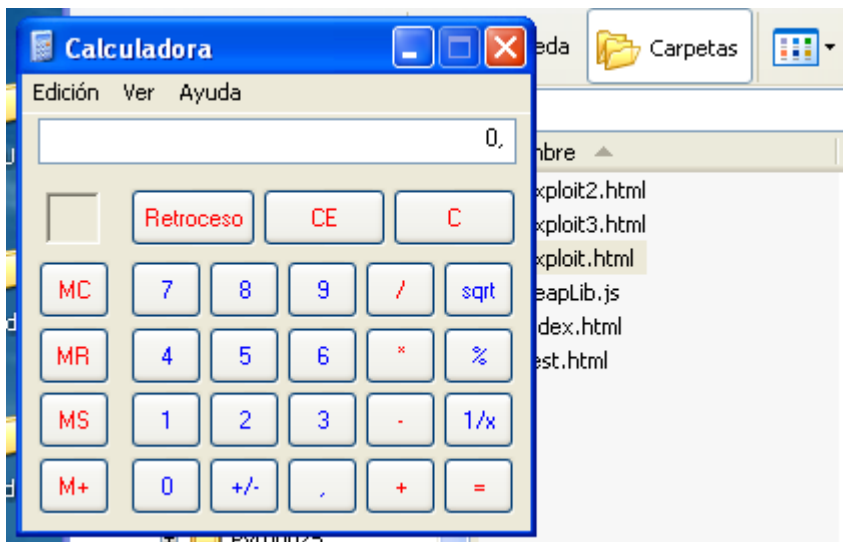 Calculadora
Edición Ver Ayuda
0,
Retroceso CE C
MC 7 8 9 / sqrt
MR 4 5 6 * %
MS 1 2 3 - 1/x
M+ 0 +/- , + =
eda Carpetas
nbre
xploit2.html
xploit3.html
xploit.html
eapLib.js
dex.html
est.html